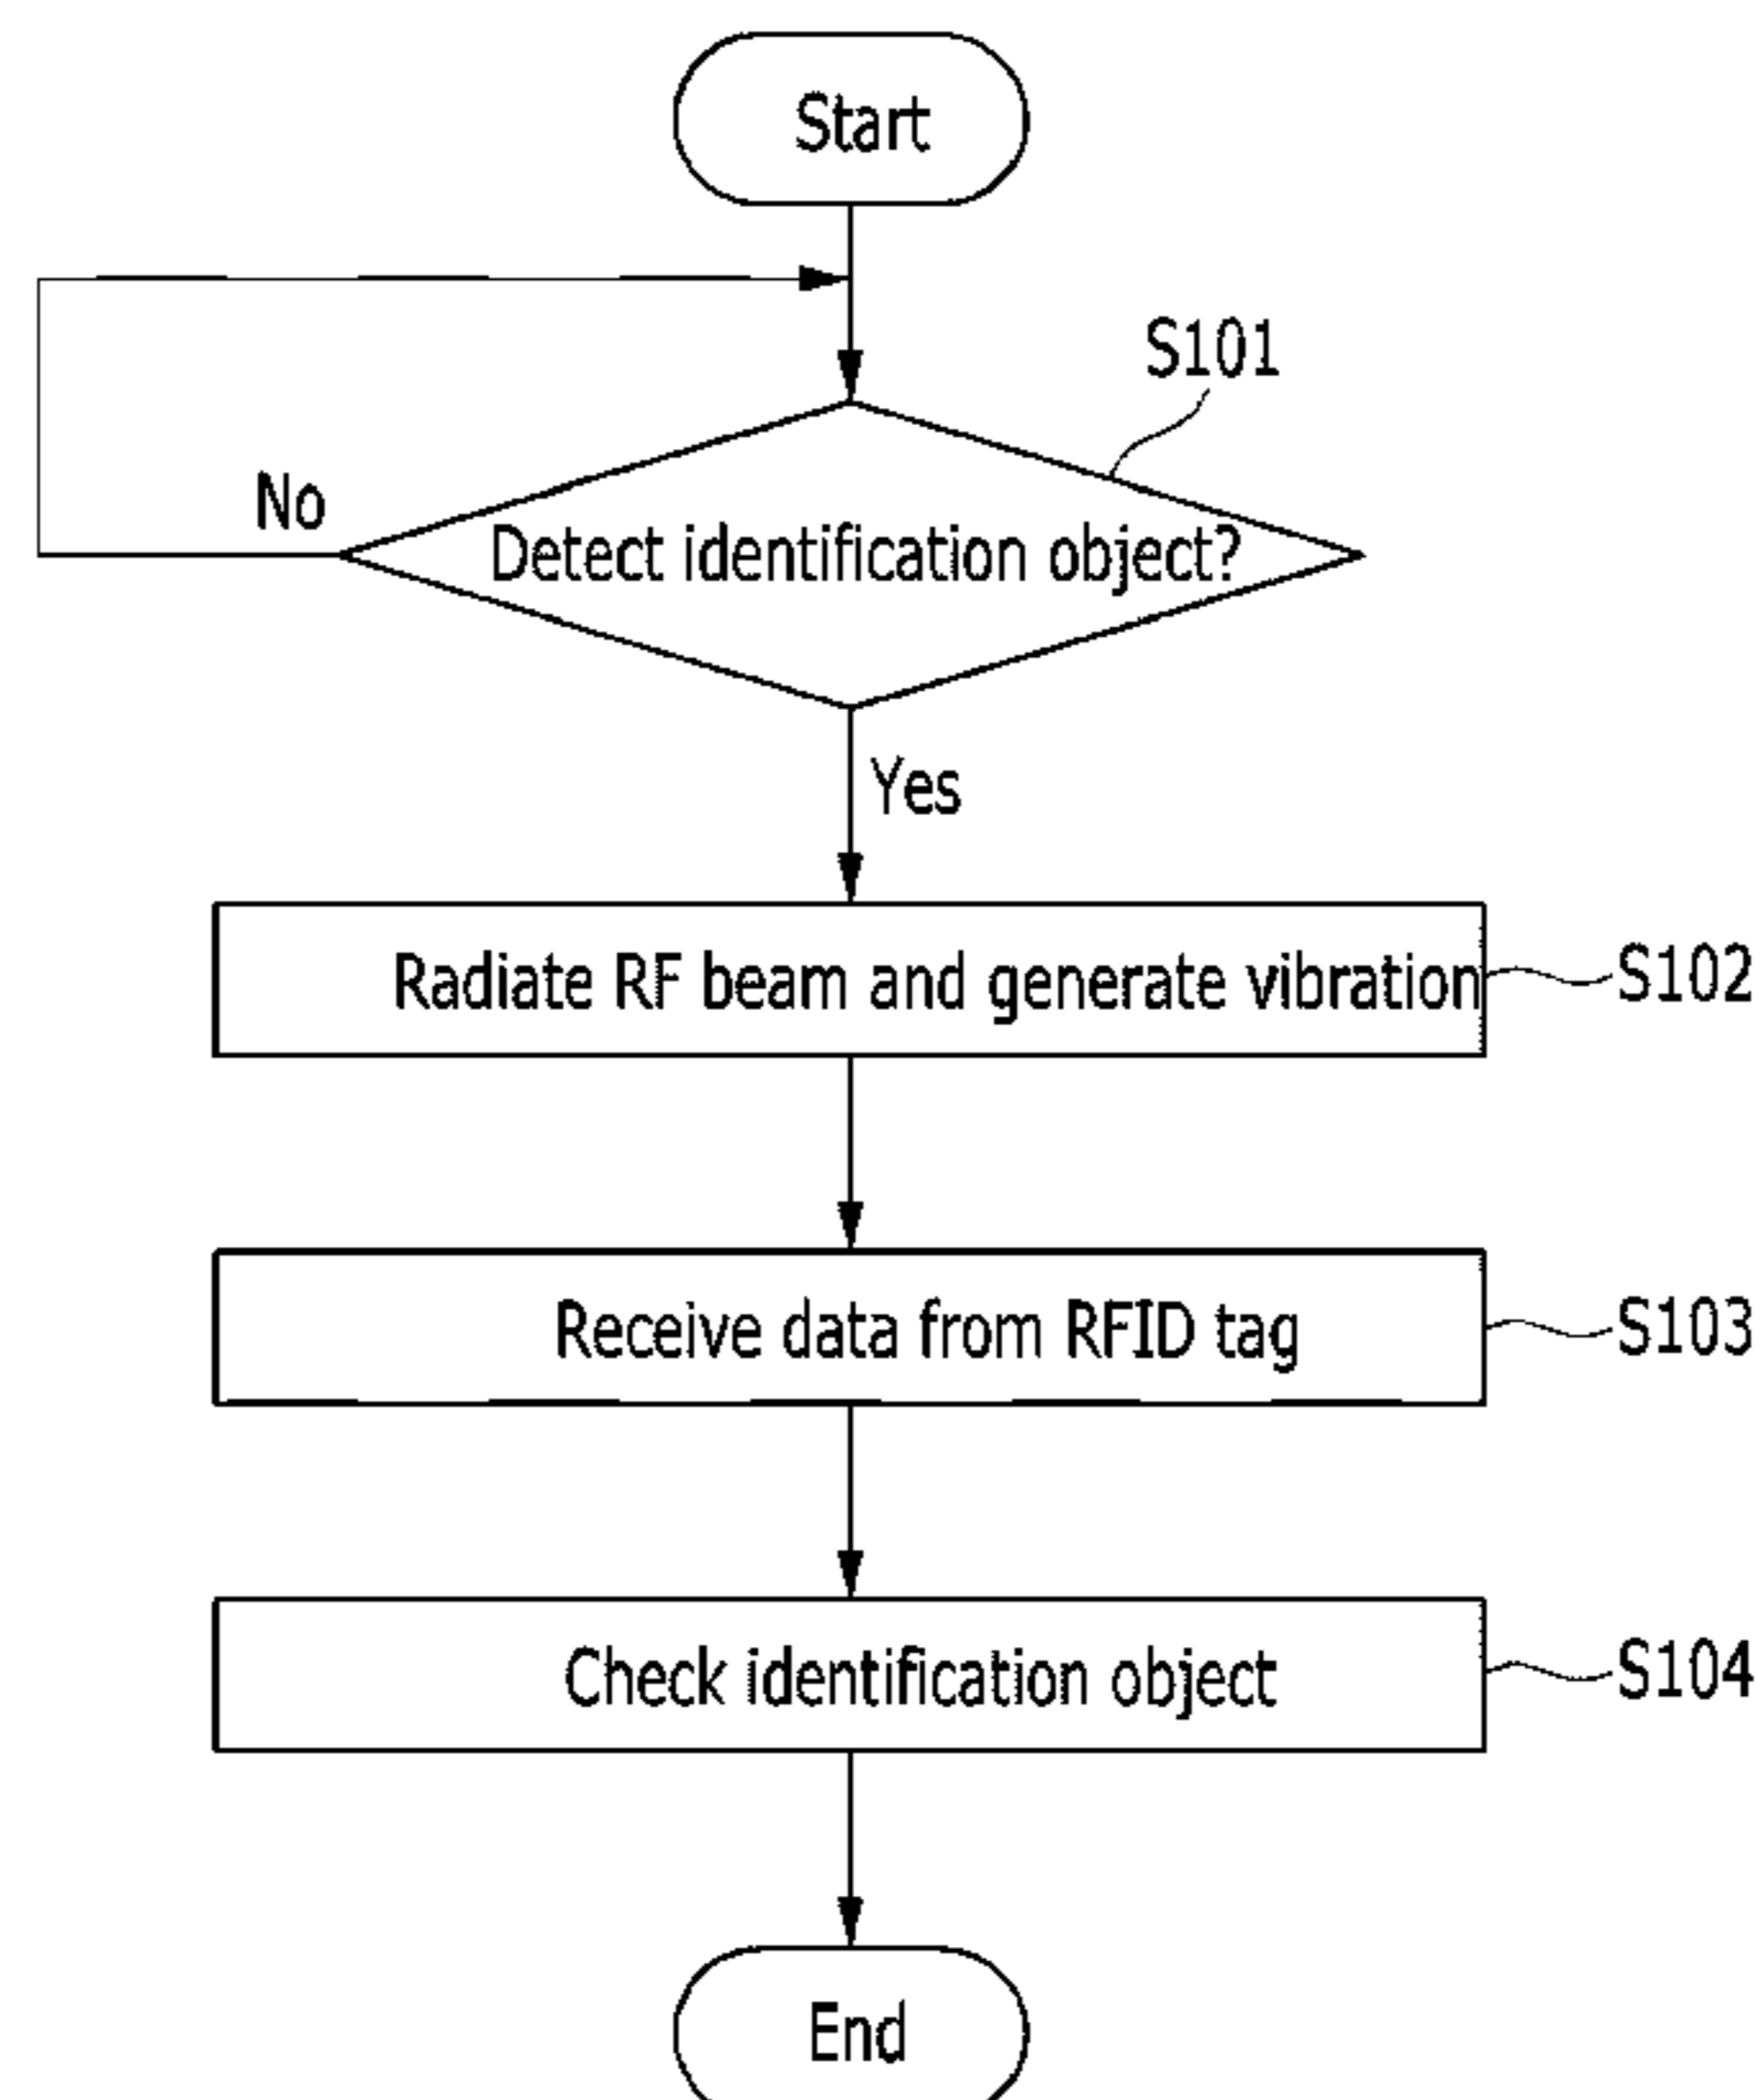 Start
S101
No
Detect identification object?
Yes
Radiate RF beam and generate vibration
S102
Receive data from RFID tag
S103
Check identification object
S104
End